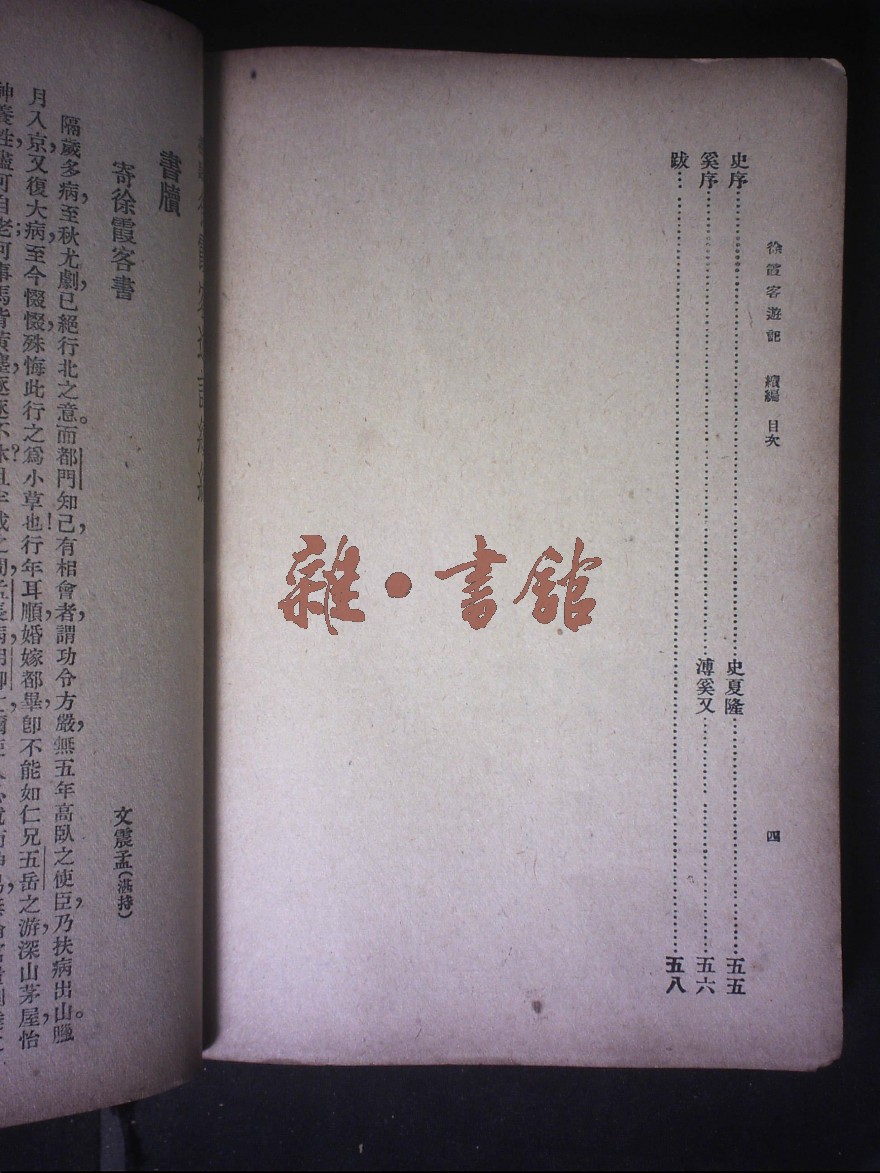 徐霞客遊記　續編　目次　四
史序……史夏隆……五五
奚序……溥奚又……五六
跋……五八
雜·書館
書牘
寄徐霞客書　文震孟(湛持)
隔歲多病，至秋尤劇，已絕行北之意。而都門知己，有相會者，謂功令方嚴，無五年高臥之使臣，乃扶病出山。臘
月入京，又復大病，至今惙惙，殊悔此行之爲小草也！行年耳順，婚嫁都畢，卽不能如仁兄五岳之游，深山茅屋，怡